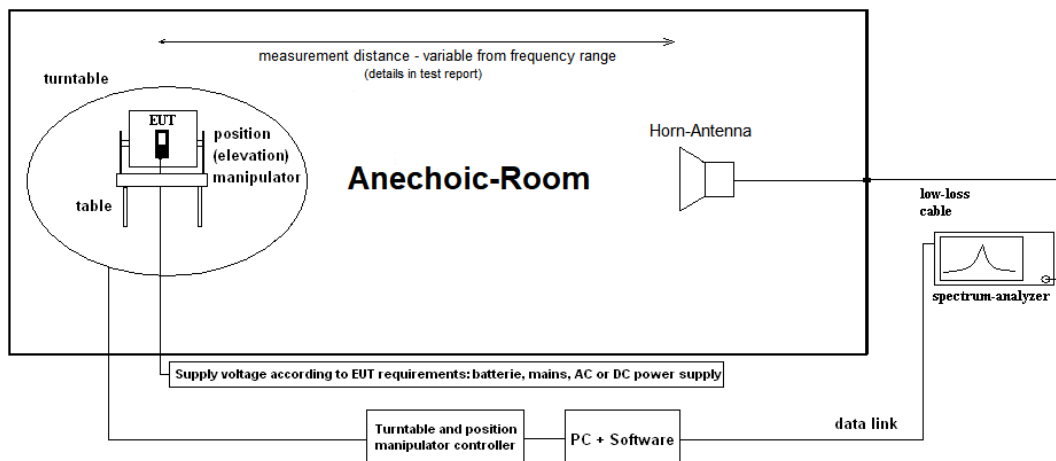 measurement distance - variable from frequency range
(details in test report)
turntable
EUT
position
(elevation)
manipulator
table
Anechoic-Room
Horn-Antenna
low-loss
cable
spectrum-analyzer
Supply voltage according to EUT requirements: batterie, mains, AC or DC power supply
Turntable and position
manipulator controller
PC + Software
data link